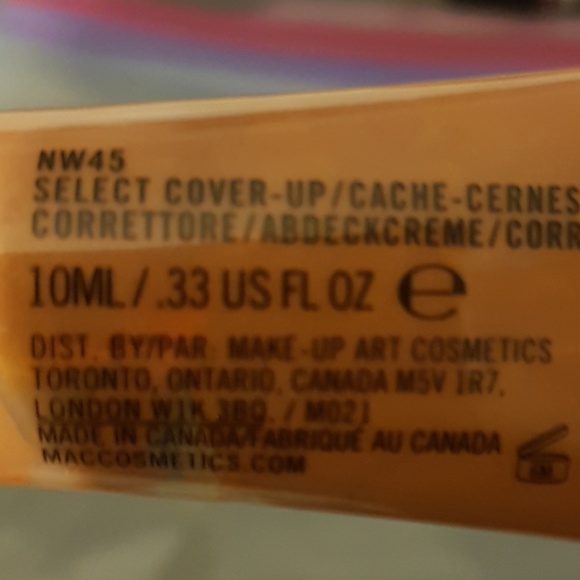 NW45
SELECT COVER-UP/CACHE-CERNES
CORRETTORE/ABDECKCREME/CORR
10ML/.33 US FL OZ e
DIST. BY/PAR: MAKE-UP ART COSMETICS
TORONTO, ONTARIO, CANADA M5V 1R7,
LONDON W1K 3BQ. / M021
MADE IN CANADA/FABRIQUÉ AU CANADA
MACCOSMETICS.COM